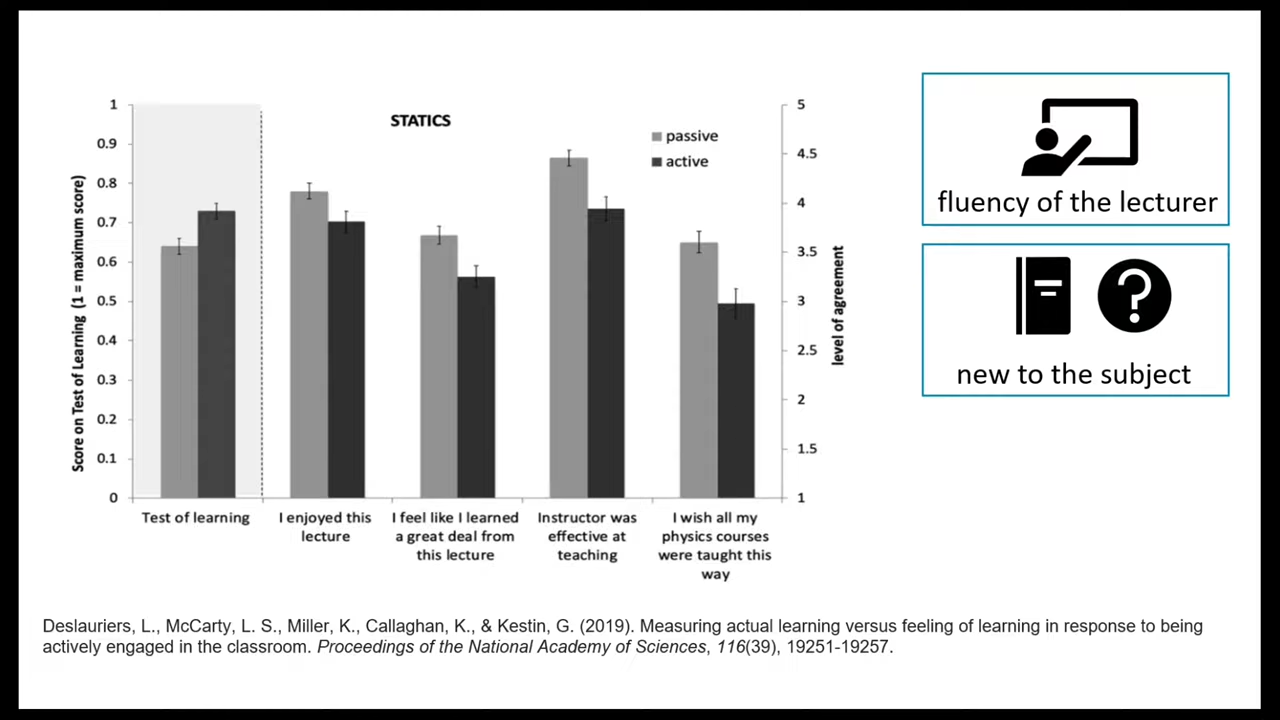 STATICS
passive
active
1
0.9
0.8
0.7
0.6
0.5
0.4
0.3
0.2
0.1
0
Score on Test of Learning (1 = maximum score)
5
4.5
4
3.5
3
2.5
2
1.5
1
level of agreement
Test of learning
I enjoyed this
lecture
I feel like I learned
a great deal from
this lecture
Instructor was
effective at
teaching
I wish all my
physics courses
were taught this
way
fluency of the lecturer
?
new to the subject
Deslauriers, L., McCarty, L. S., Miller, K., Callaghan, K., & Kestin, G. (2019). Measuring actual learning versus feeling of learning in response to being
actively engaged in the classroom. Proceedings of the National Academy of Sciences, 116(39), 19251-19257.